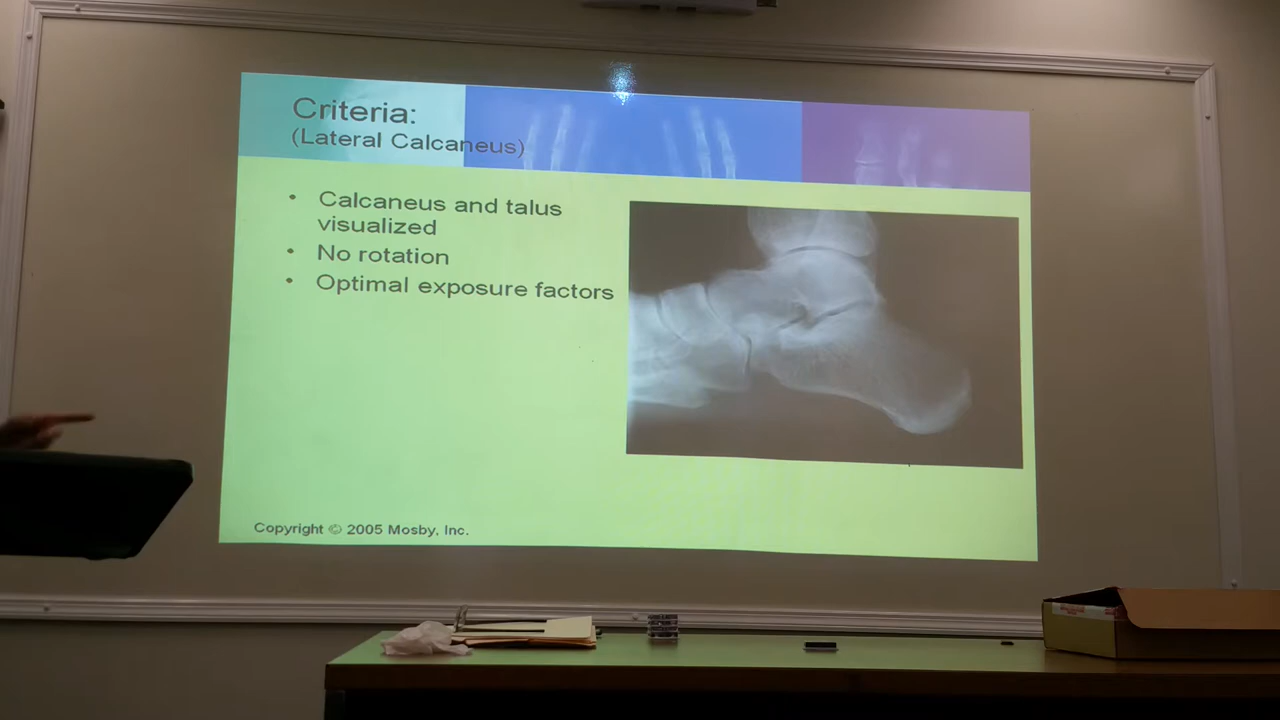 Criteria:
(Lateral Calcaneus)
• Calcaneus and talus
visualized
• No rotation
• Optimal exposure factors
Copyright © 2005 Mosby, Inc.